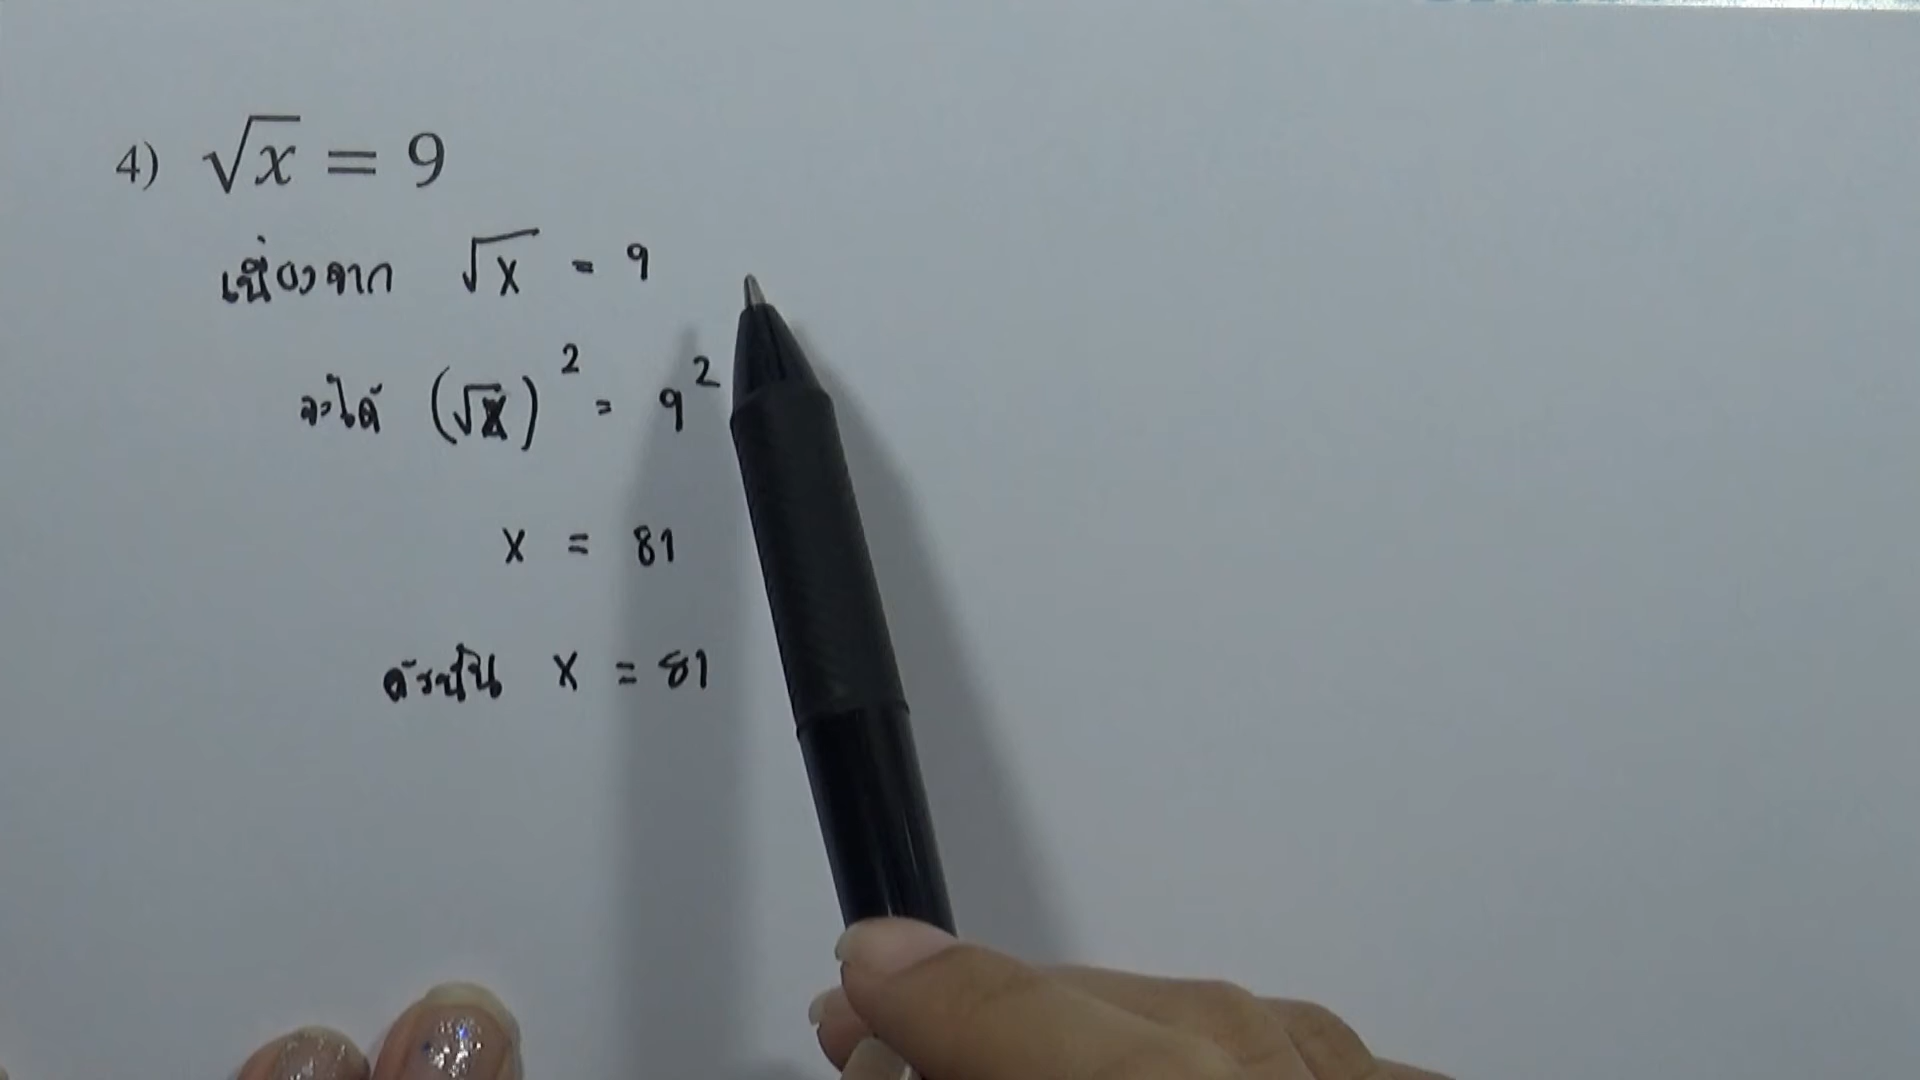 4) √x = 9
เนื่องจาก √x = 9
จะได้ (√x)² = 9²
x = 81
ดังนั้น x = 81